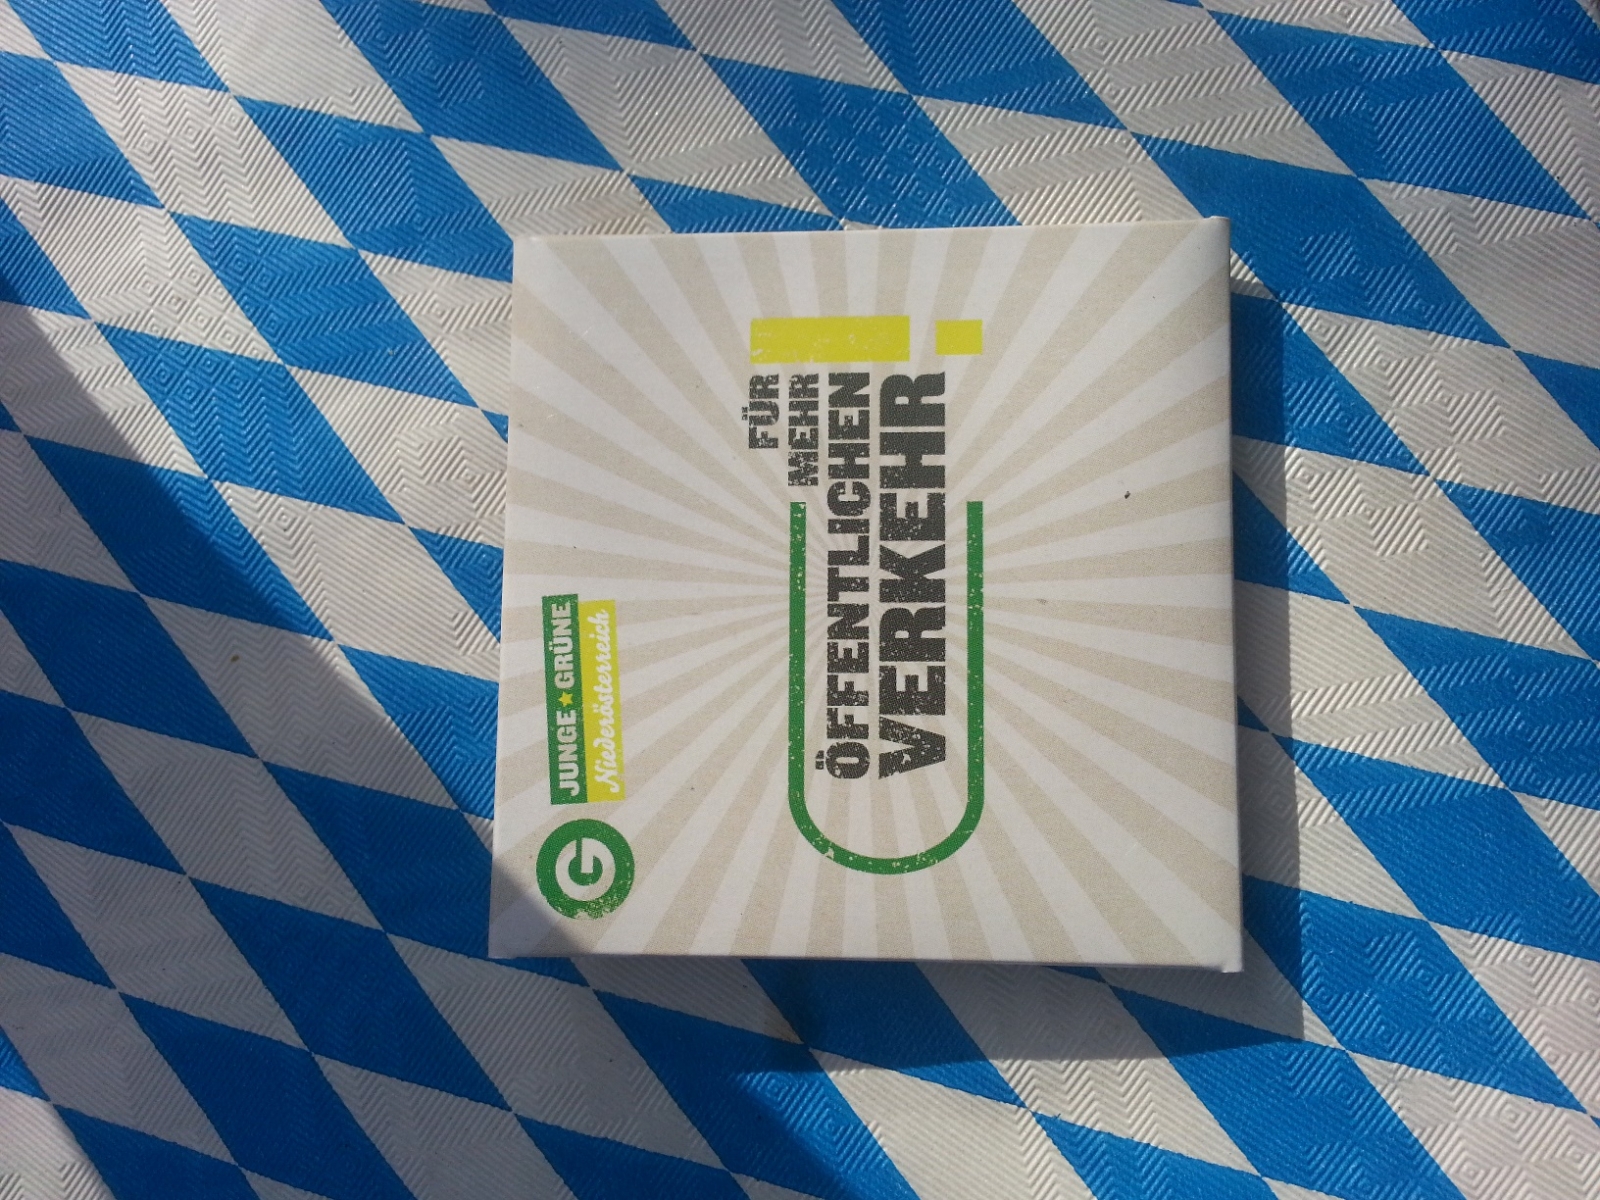 G
JUNGE ★ GRÜNE
Niederösterreich
FÜR
MEHR
ÖFFENTLICHEN
VERKEHR
!